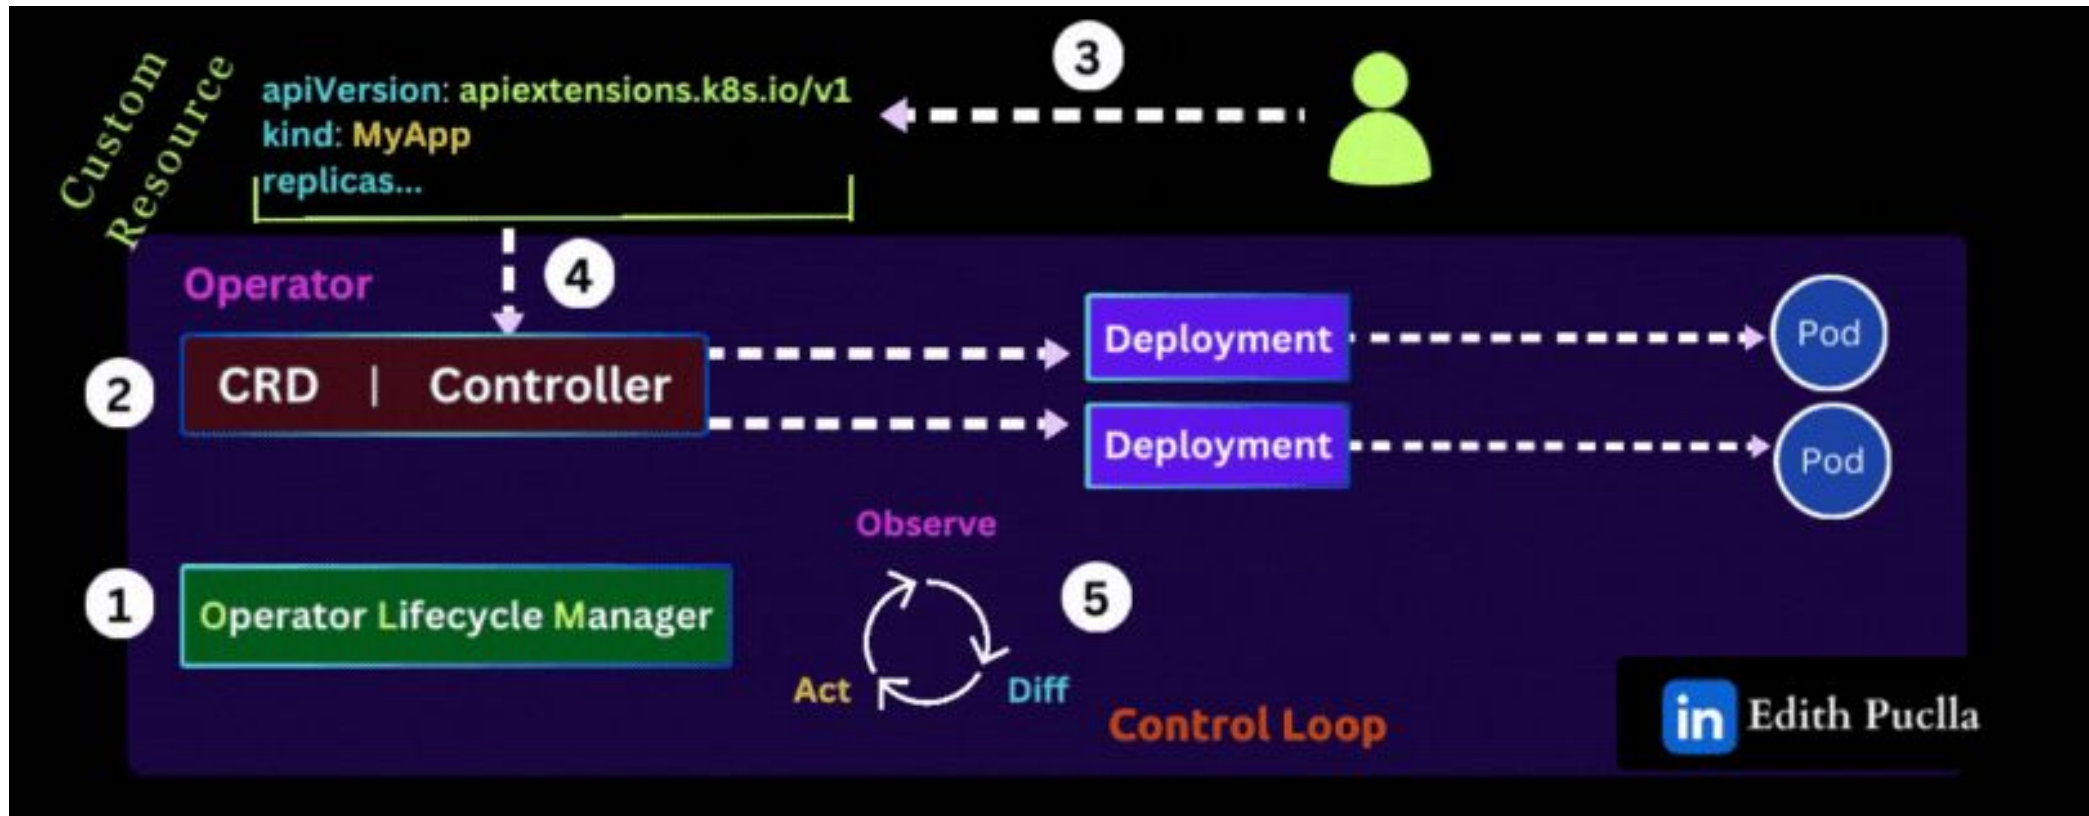 Custom
Resource
apiVersion: apiextensions.k8s.io/v1
kind: MyApp
replicas...
3
4
Operator
2
CRD | Controller
Deployment
Pod
Deployment
Pod
1
Operator Lifecycle Manager
Observe
5
Act
Diff
Control Loop
in Edith Puclla